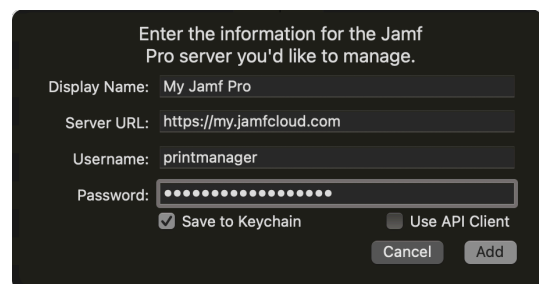 Enter the information for the Jamf
Pro server you'd like to manage.
Display Name: My Jamf Pro
Server URL: https://my.jamfcloud.com
Username: printmanager
Password: ••••••••••••••••••
Save to Keychain Use API Client
Cancel Add